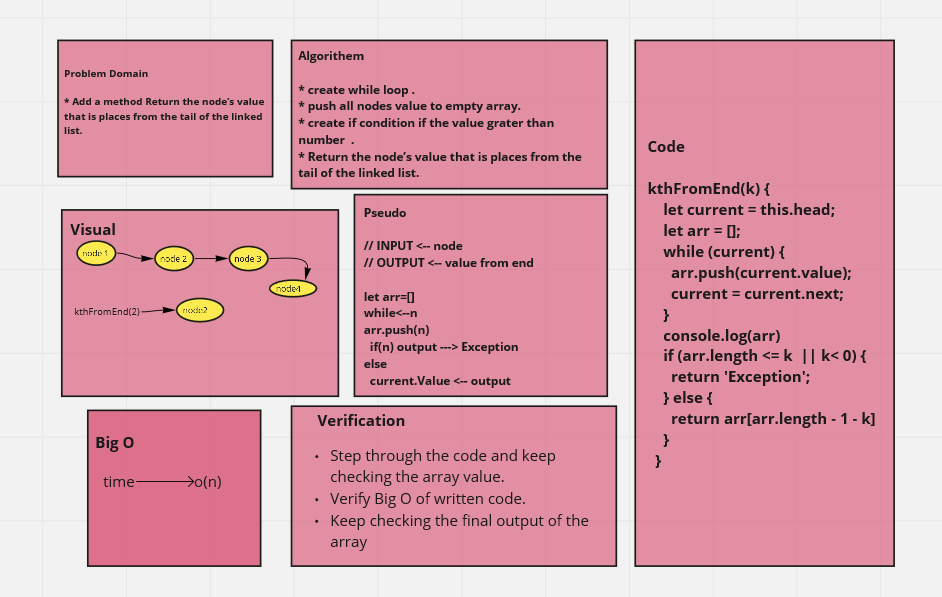 Problem Domain
* Add a method Return the node's value
that is places from the tail of the linked
list.
Algorithem
* create while loop .
* push all nodes value to empty array.
* create if condition if the value grater than
number  .
* Return the node's value that is places from the
tail of the linked list.
Visual
node 1
node 2
node 3
node4
kthFromEnd(2)
node2
Pseudo
// INPUT <-- node
// OUTPUT <-- value from end
let arr=[]
while<--n
arr.push(n)
if(n) output ---> Exception
else
current.Value <-- output
Big O
time
o(n)
Verification
• Step through the code and keep
checking the array value.
• Verify Big O of written code.
• Keep checking the final output of the
array
Code
kthFromEnd(k) {
let current = this.head;
let arr = [];
while (current) {
arr.push(current.value);
current = current.next;
}
console.log(arr)
if (arr.length <= k  || k< 0) {
return 'Exception';
} else {
return arr[arr.length - 1 - k]
}
}